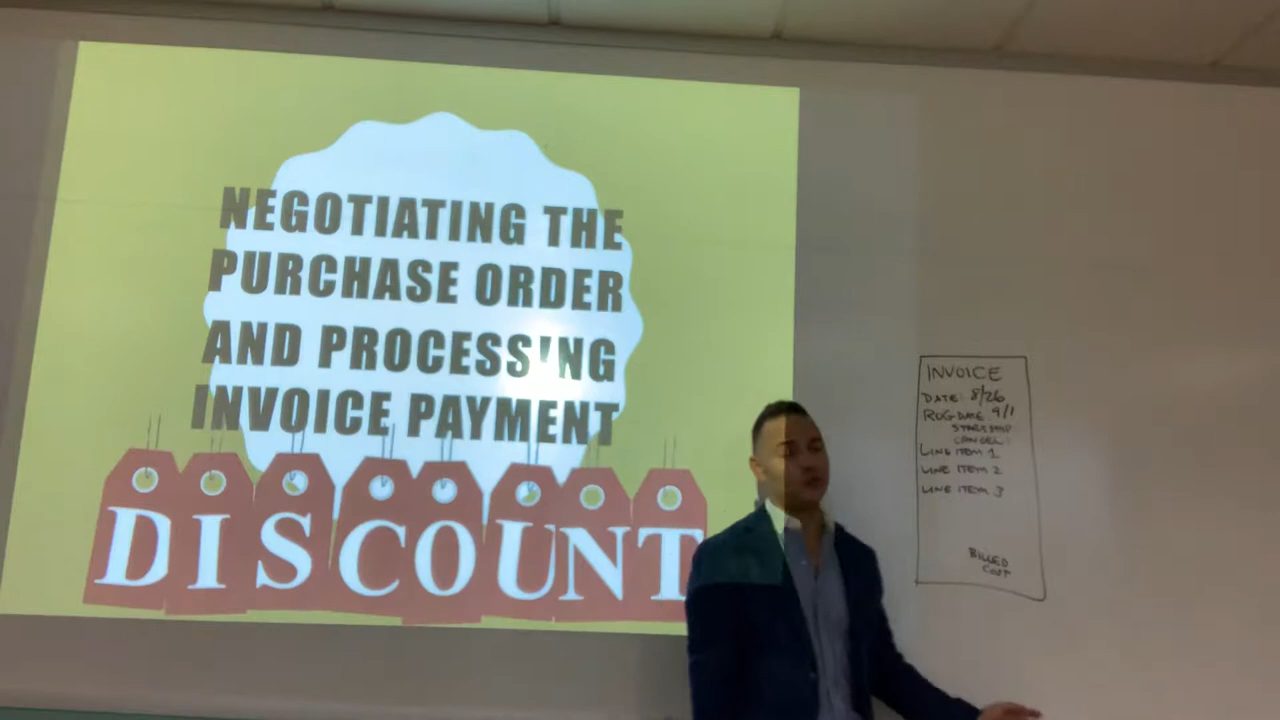 NEGOTIATING THE
PURCHASE ORDER
AND PROCESSING
INVOICE PAYMENT
DISCOUNT
INVOICE
DATE: 8/26
DATE 9/1
CANCEL:
LINE ITEM 1
LINE ITEM 2
LINE ITEM 3
BILLED
COST